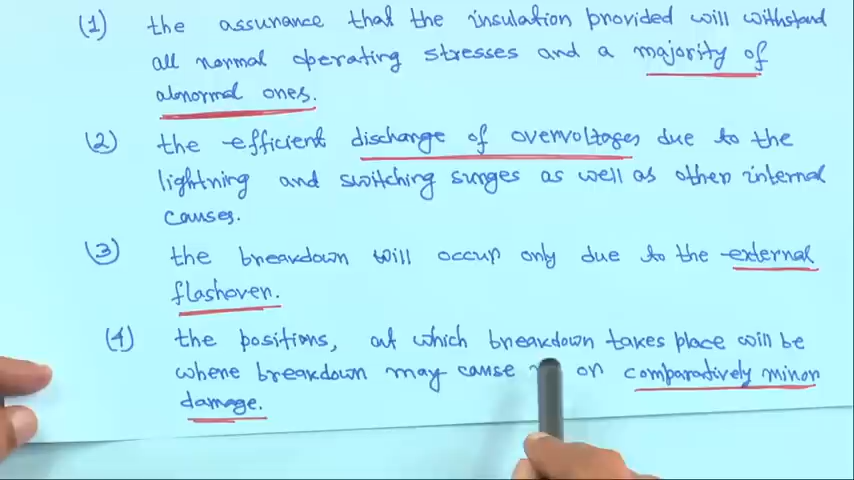 (1) the assurance that the insulation provided will withstand
all normal operating stresses and a majority of
abnormal ones.
(2) the efficient discharge of overvoltages due to the
lightning and switching surges as well as other internal
causes.
(3) the breakdown will occur only due to the external
flashover.
(4) the positions, at which breakdown takes place will be
where breakdown may cause or comparatively minor
damage.